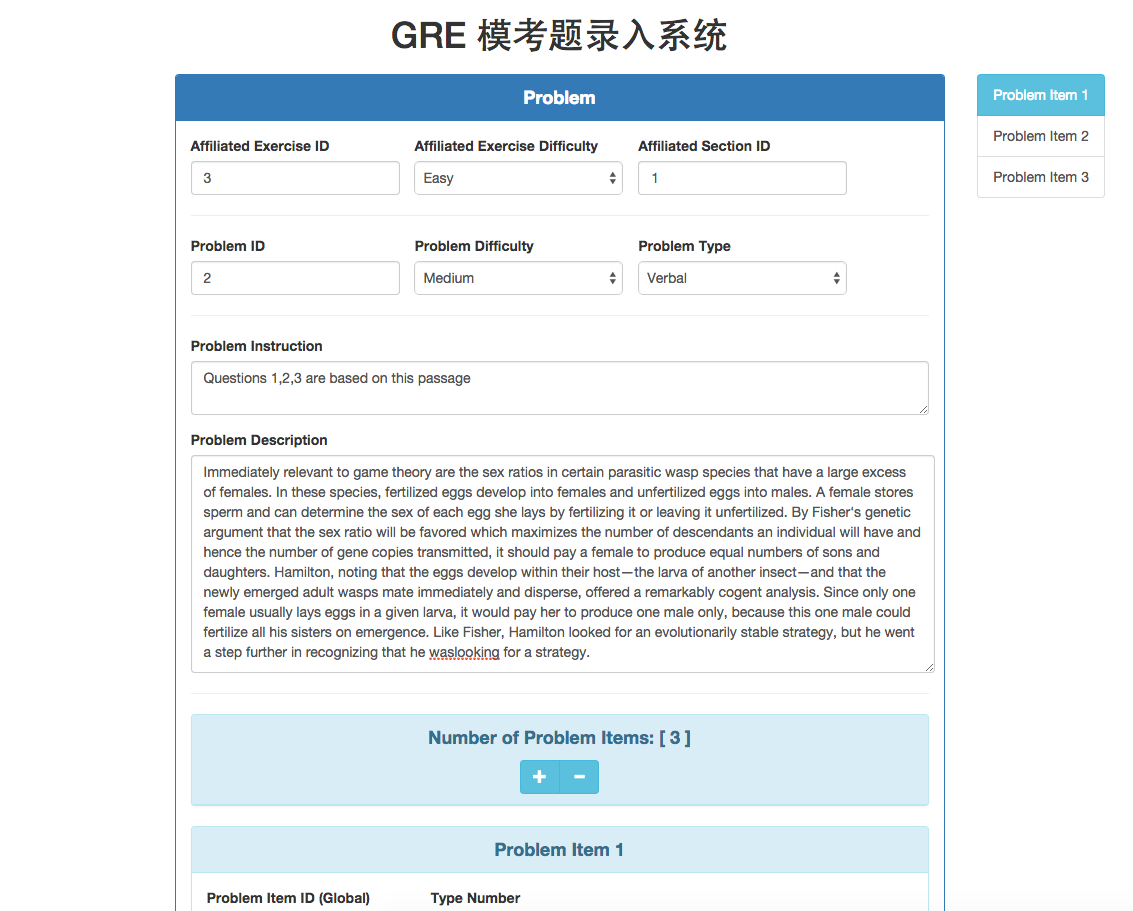 GRE 模考题录入系统
Problem
Problem Item 1
Problem Item 2
Problem Item 3
Affiliated Exercise ID
Affiliated Exercise Difficulty
Affiliated Section ID
3
Easy
1
Problem ID
Problem Difficulty
Problem Type
2
Medium
Verbal
Problem Instruction
Questions 1,2,3 are based on this passage
Problem Description
Immediately relevant to game theory are the sex ratios in certain parasitic wasp species that have a large excess
of females. In these species, fertilized eggs develop into females and unfertilized eggs into males. A female stores
sperm and can determine the sex of each egg she lays by fertilizing it or leaving it unfertilized. By Fisher's genetic
argument that the sex ratio will be favored which maximizes the number of descendants an individual will have and
hence the number of gene copies transmitted, it should pay a female to produce equal numbers of sons and
daughters. Hamilton, noting that the eggs develop within their host—the larva of another insect—and that the
newly emerged adult wasps mate immediately and disperse, offered a remarkably cogent analysis. Since only one
female usually lays eggs in a given larva, it would pay her to produce one male only, because this one male could
fertilize all his sisters on emergence. Like Fisher, Hamilton looked for an evolutionarily stable strategy, but he went
a step further in recognizing that he waslooking for a strategy.
Number of Problem Items: [ 3 ]
+ −
Problem Item 1
Problem Item ID (Global)
Type Number